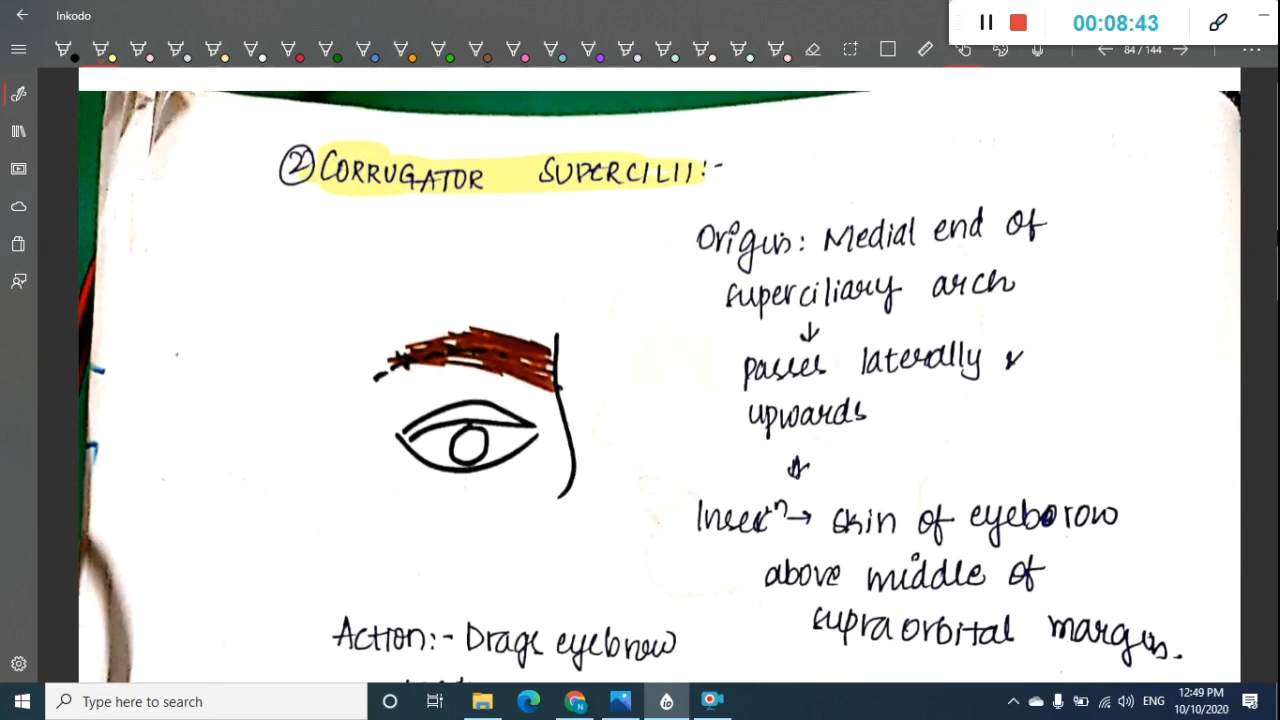 Inkodo
00:08:43
84 / 144
② CORRUGATOR SUPERCILII:-
Origin: Medial end of
superciliary arch
↓
passes laterally &
upwards
↓
Insertⁿ → skin of eyebrow
above middle of
supraorbital margin.
Action:- Drags eyebrow
Type here to search
ENG
12:49 PM
10/10/2020